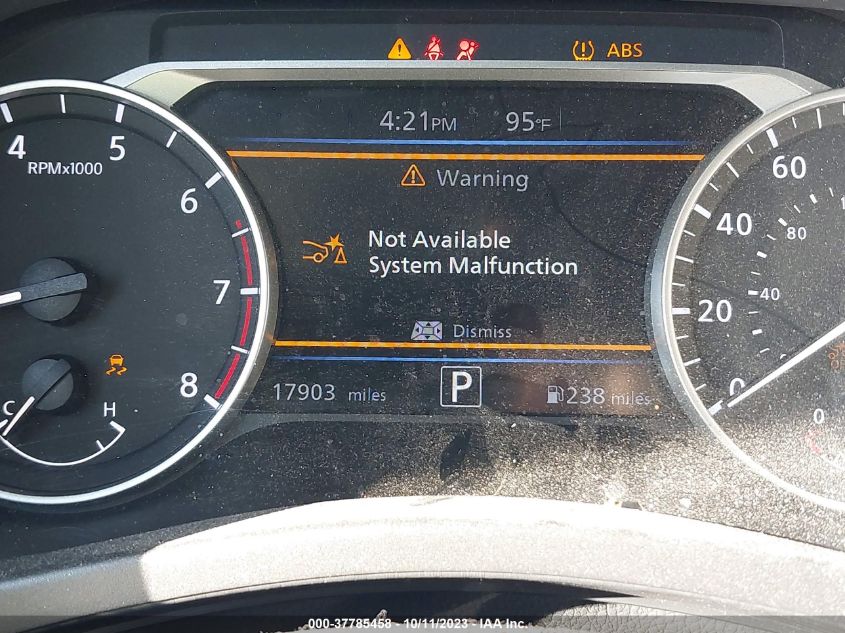 ABS
4:21PM 95°F
4 5 6 7 8
RPMx1000
C H
Warning
Not Available
System Malfunction
Dismiss
17903 miles
P
238 miles
60 40 20 0
80 40 0
000-37785458 - 10/11/2023 - IAA Inc.